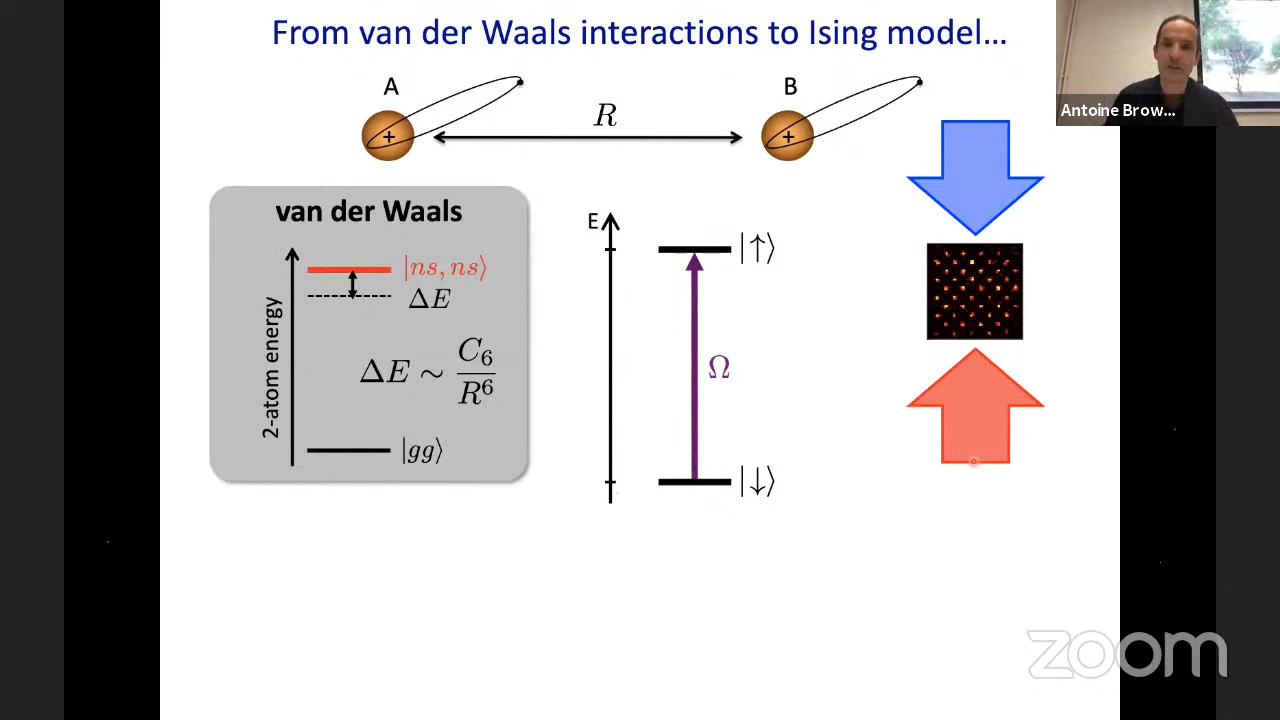 From van der Waals interactions to Ising model…
Antoine Brow...
A
B
R
+
+
van der Waals
2-atom energy
|ns, ns⟩
ΔE
ΔE ∼ C₆/R⁶
|gg⟩
E
|↑⟩
Ω
|↓⟩
zoom